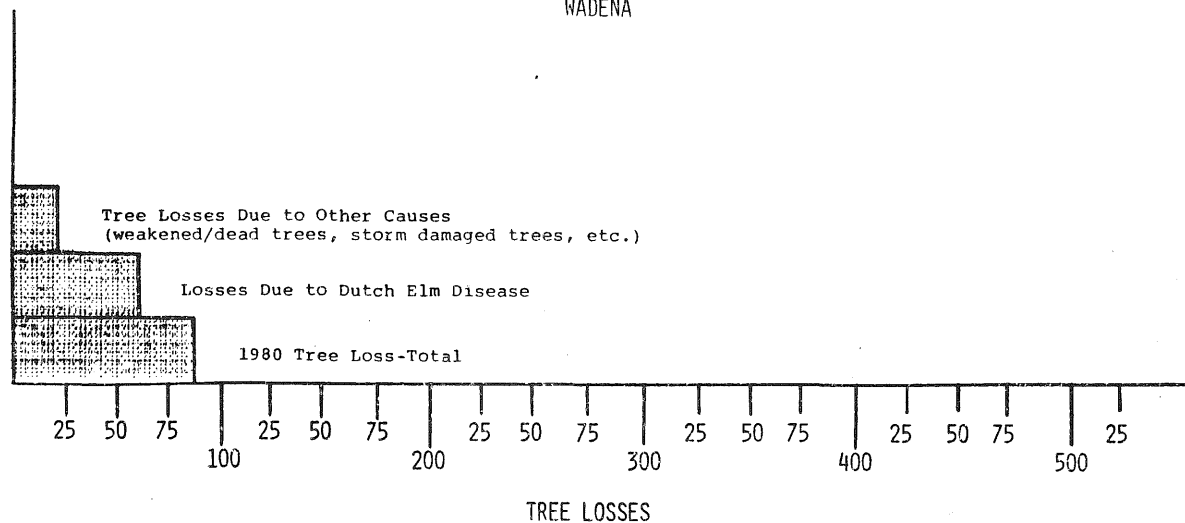 WADENA
Tree Losses Due to Other Causes
(weakened/dead trees, storm damaged trees, etc.)
Losses Due to Dutch Elm Disease
1980 Tree Loss-Total
25 50 75 25 50 75 25 50 75 25 50 75 25 50 75 25
100 200 300 400 500
TREE LOSSES